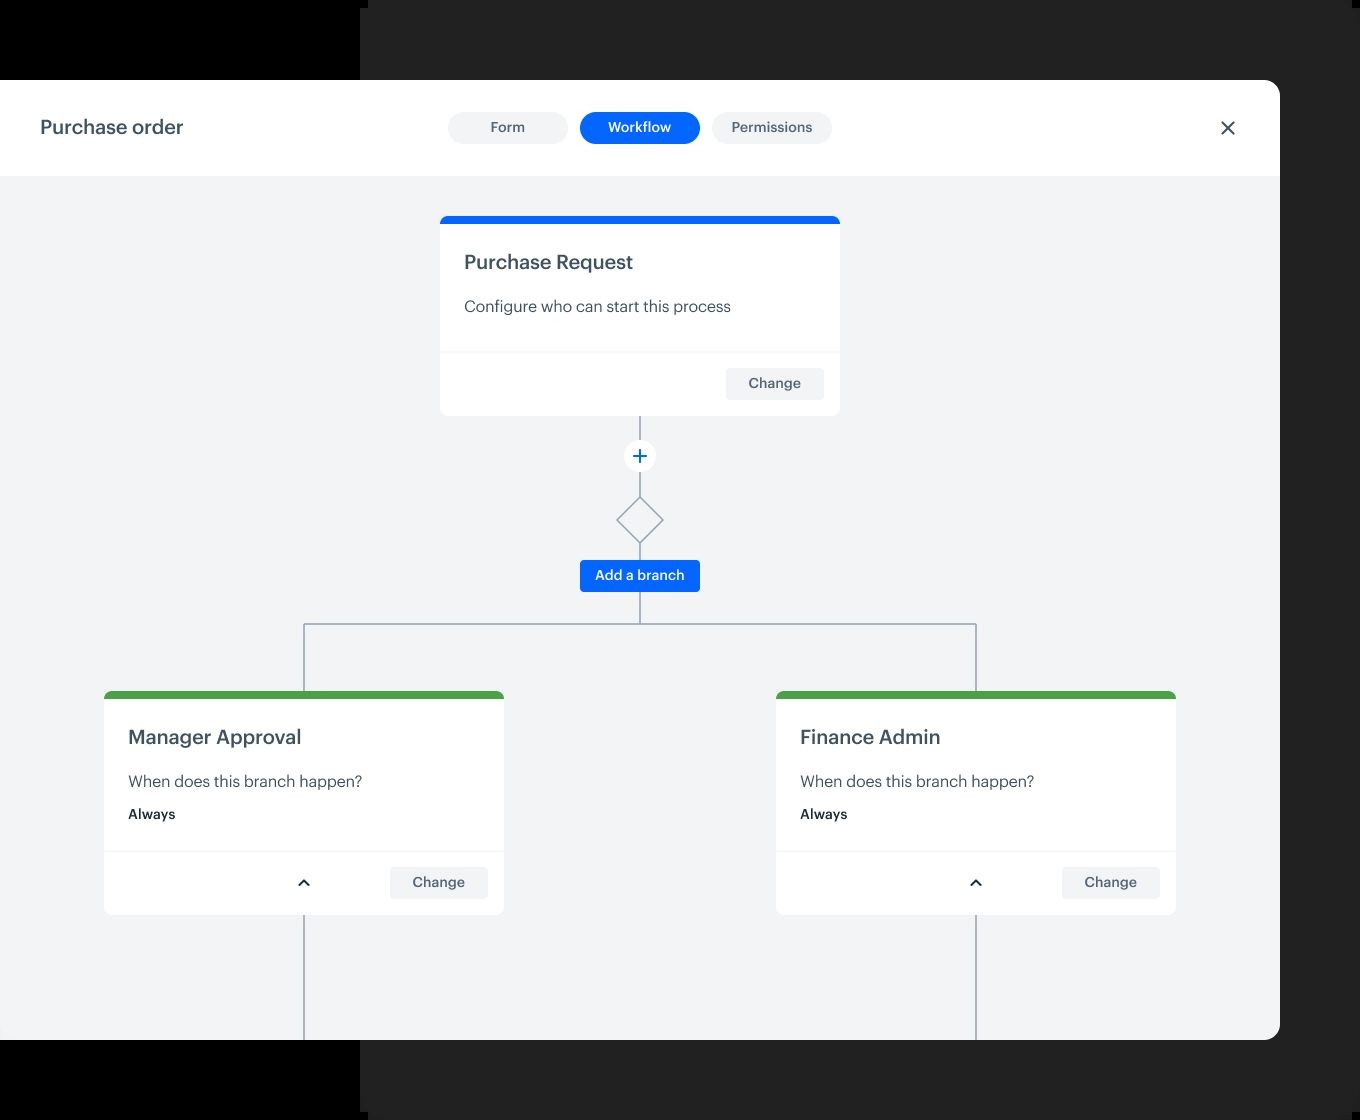 Purchase order
Form
Workflow
Permissions
Purchase Request
Configure who can start this process
Change
Add a branch
Manager Approval
When does this branch happen?
Always
Change
Finance Admin
When does this branch happen?
Always
Change